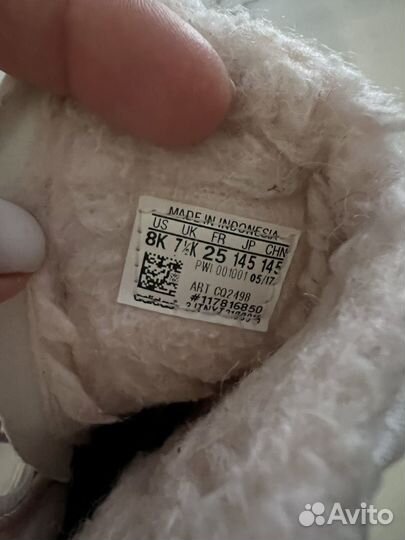 MADE IN INDONESIA
US UK FR JP CHN
8K 7½K 25 145 145
PWI 001001 05/17
ART CQ2498
#117816850
Avito